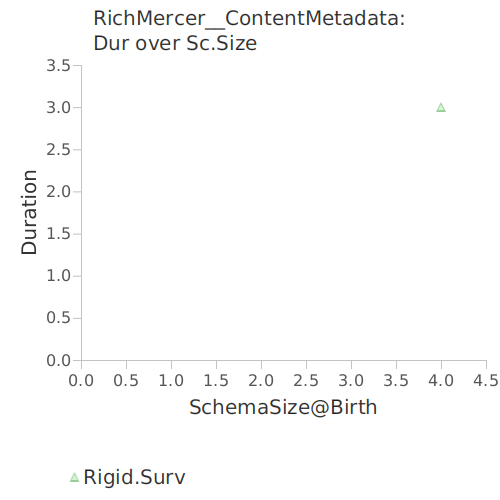 RichMercer__ContentMetadata:
Dur over Sc.Size
3.5
3.0
2.5
2.0
1.5
1.0
0.5
0.0
Duration
0.0 0.5 1.0 1.5 2.0 2.5 3.0 3.5 4.0 4.5
SchemaSize@Birth
Rigid.Surv